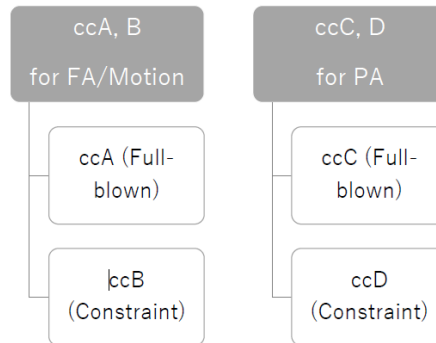 ccA, B
for FA/Motion
ccA (Full-
blown)
ccB
(Constraint)
ccC, D
for PA
ccC (Full-
blown)
ccD
(Constraint)